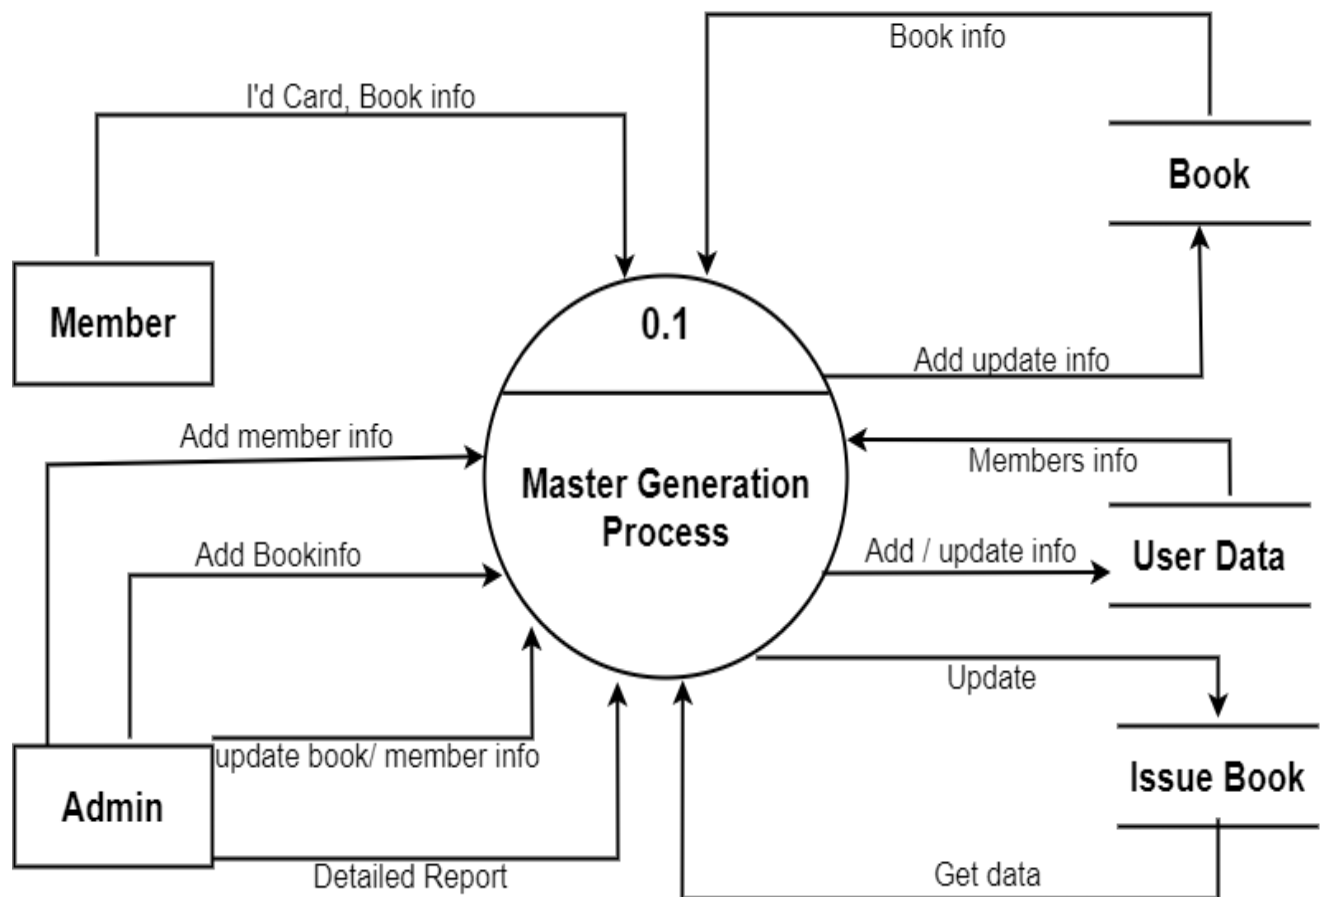 Book info
I'd Card, Book info
Book
Member
0.1
Add update info
Add member info
Members info
Master Generation
Process
Add Bookinfo
Add / update info
User Data
Update
update book/ member info
Issue Book
Admin
Detailed Report
Get data